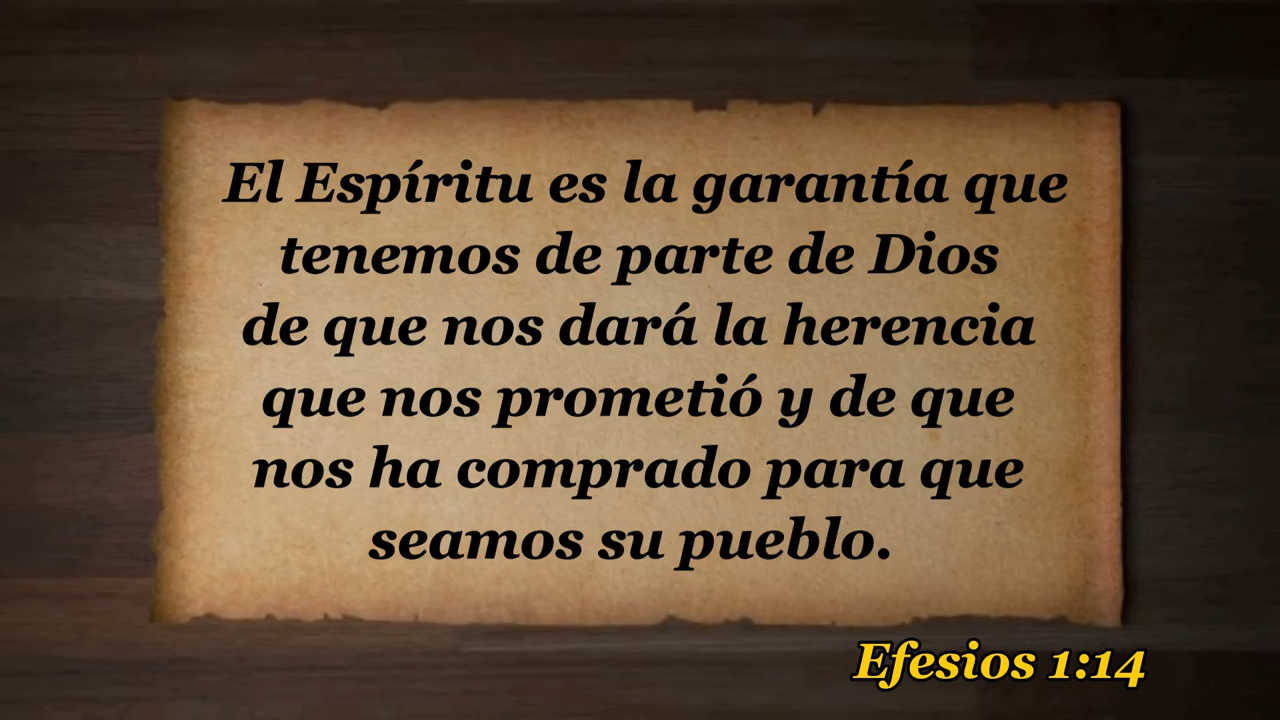 El Espíritu es la garantía que
tenemos de parte de Dios
de que nos dará la herencia
que nos prometió y de que
nos ha comprado para que
seamos su pueblo.
Efesios 1:14